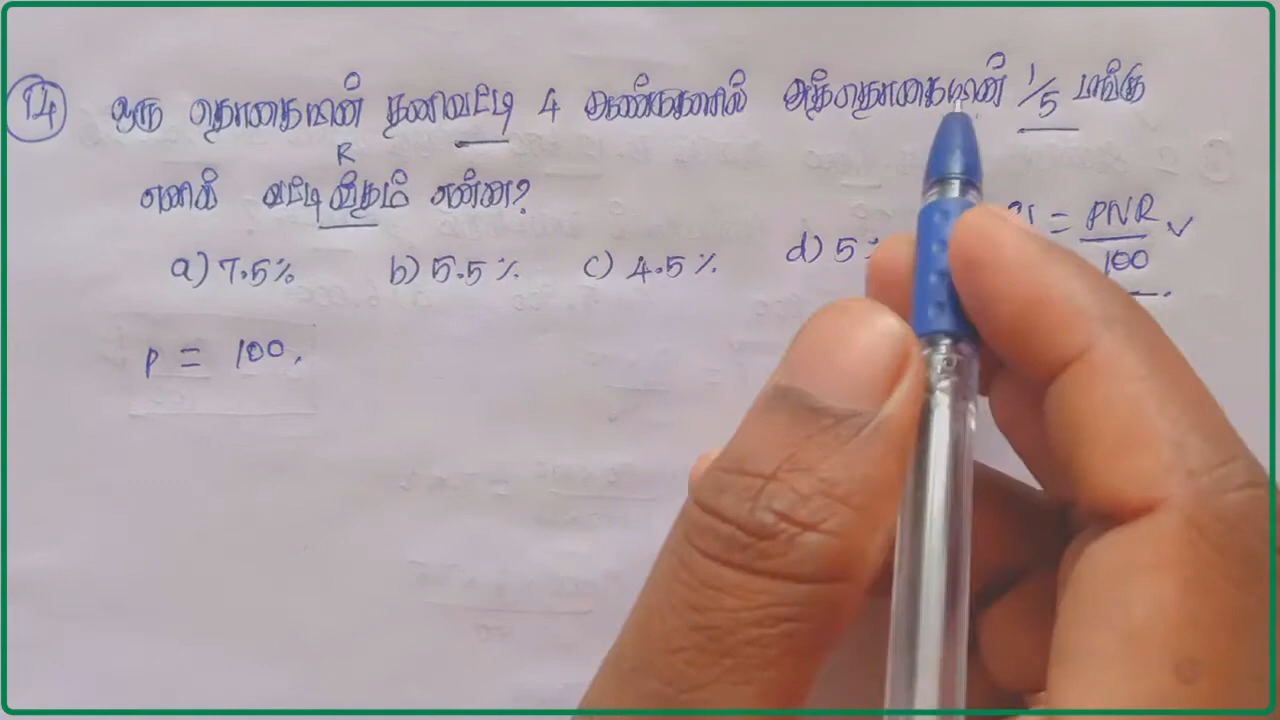 14 ஒரு தொகையின் தனிவட்டி 4 ஆண்டுகளில் அத்தொகையின் 1/5 பங்கு
R
எனில் வட்டி வீதம் என்ன?
a) 7.5% b) 5.5% c) 4.5% d) 5
= PNR/100 ✓
P = 100,